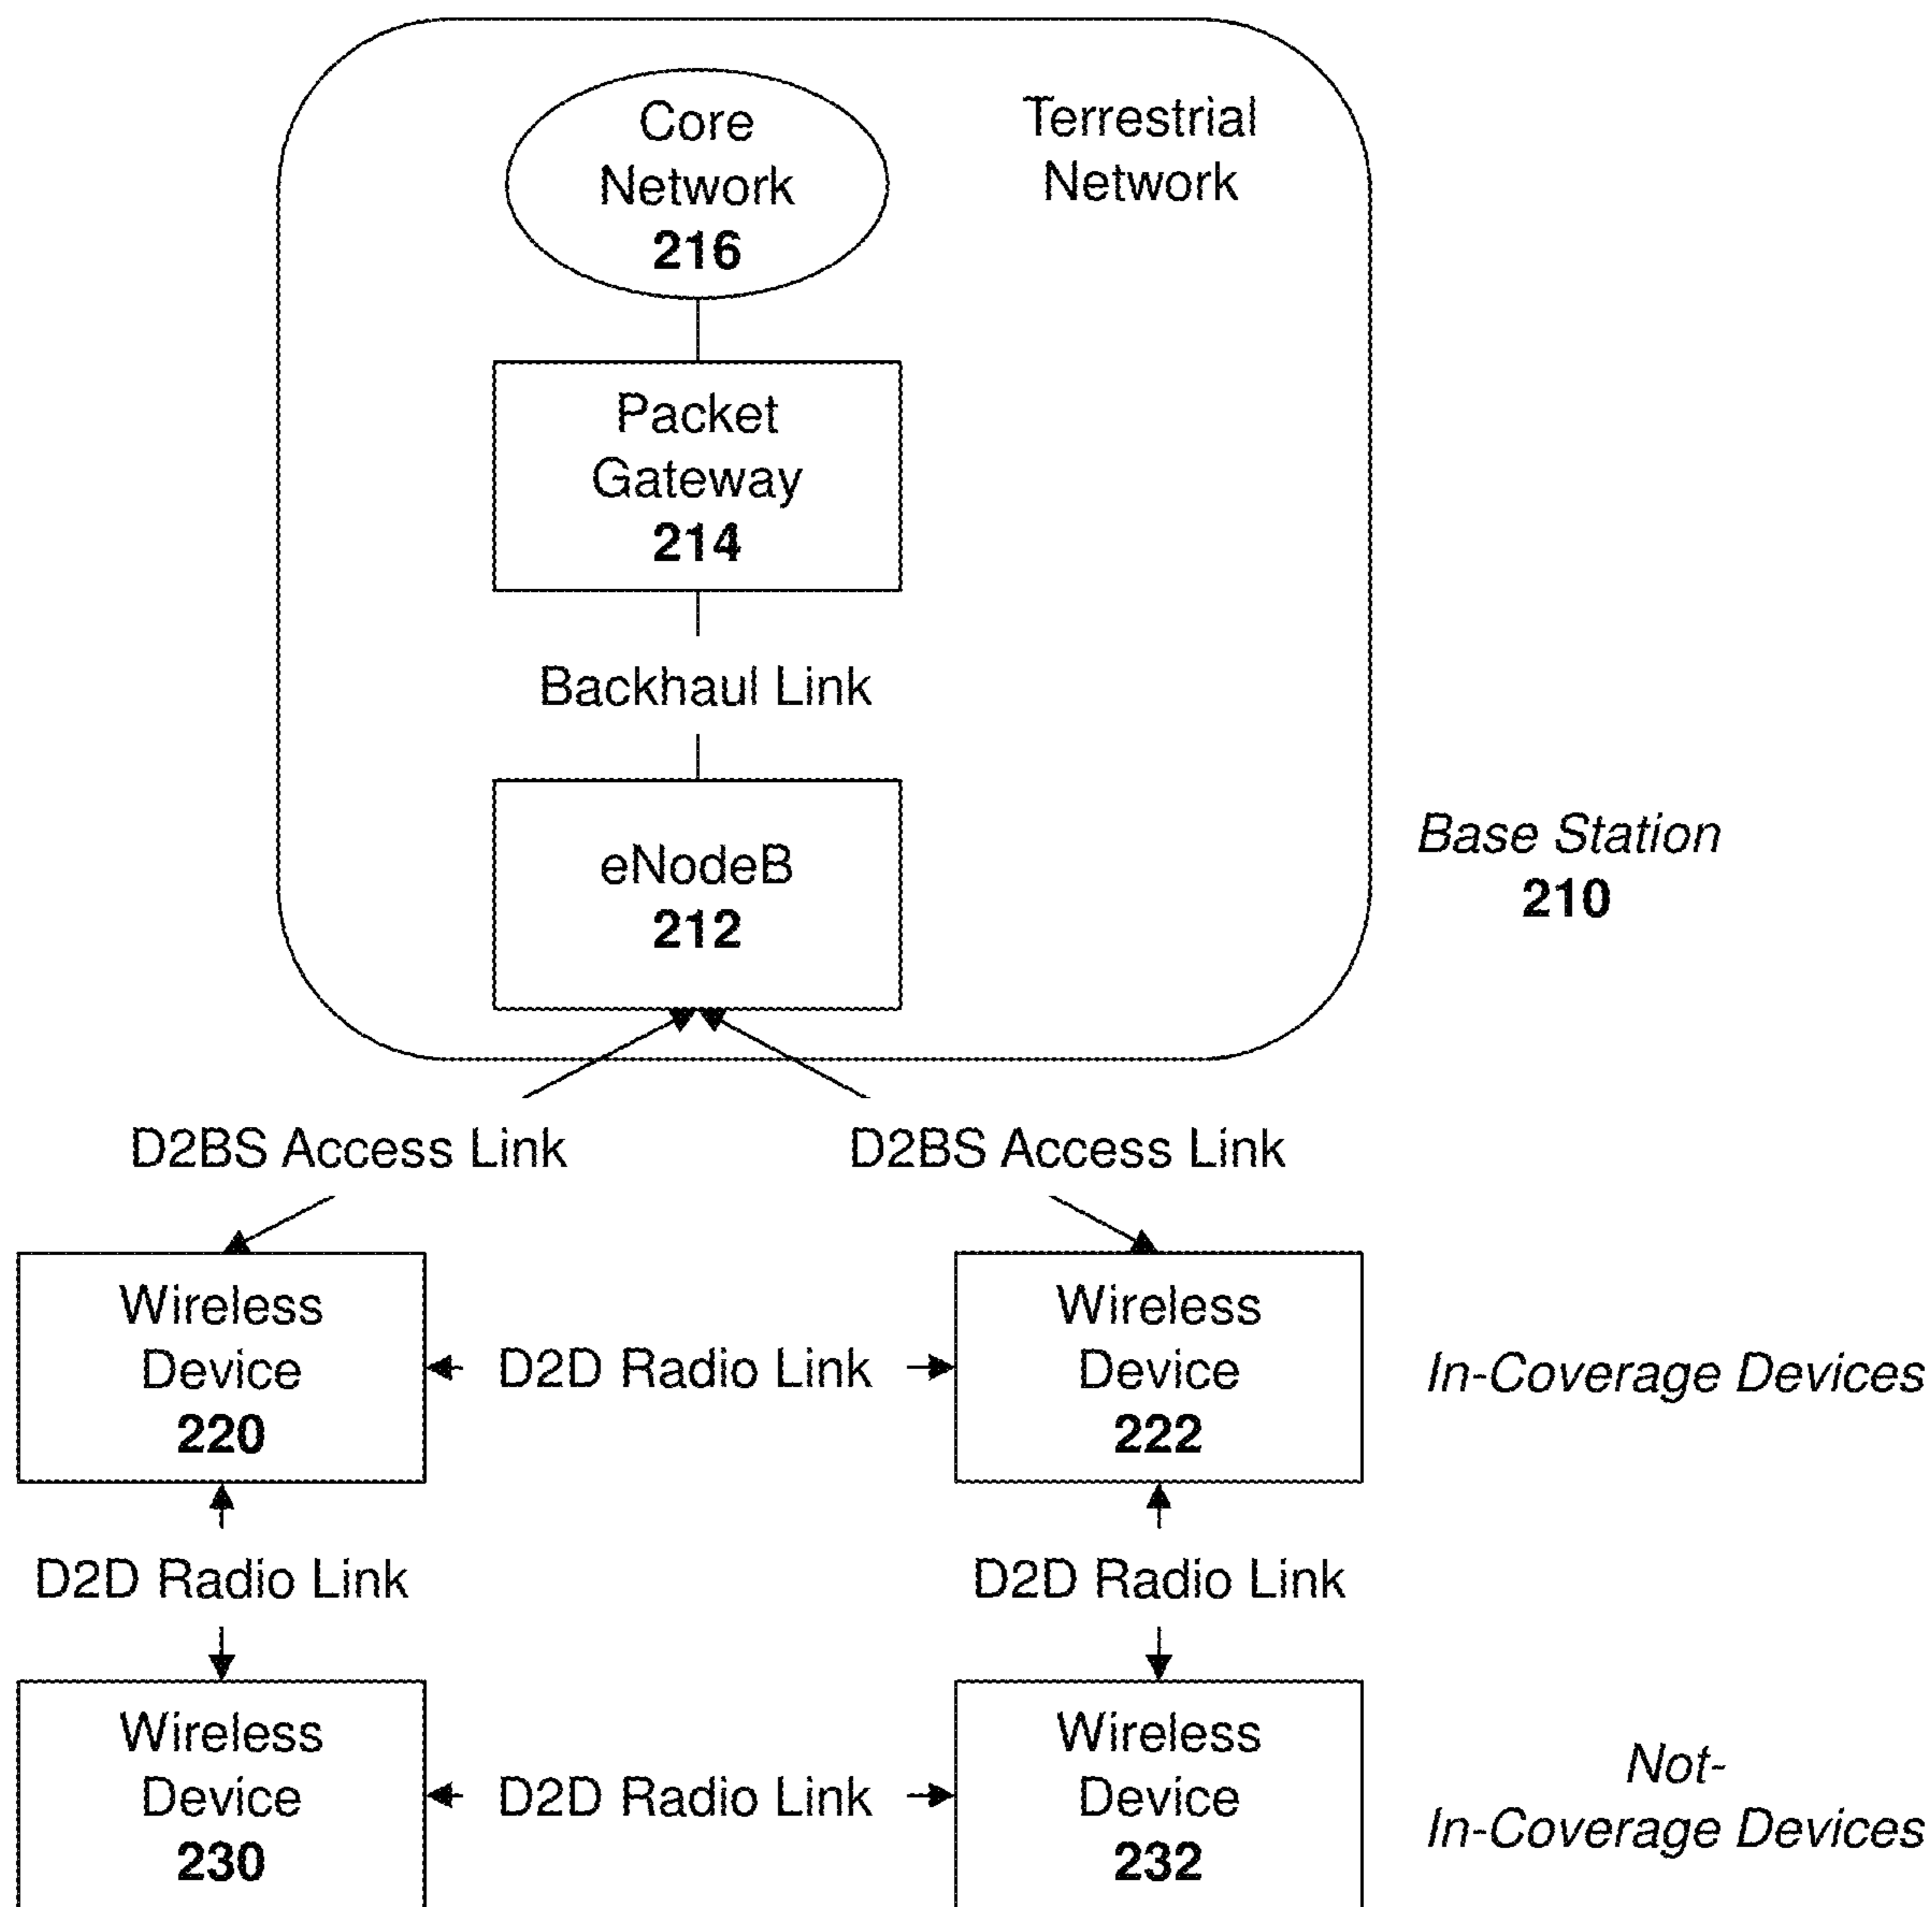 Core
Network
216
Terrestrial
Network
Packet
Gateway
214
Backhaul Link
eNodeB
212
Base Station
210
D2BS Access Link
D2BS Access Link
Wireless
Device
220
D2D Radio Link
Wireless
Device
222
In-Coverage Devices
D2D Radio Link
D2D Radio Link
Wireless
Device
230
D2D Radio Link
Wireless
Device
232
Not-
In-Coverage Devices